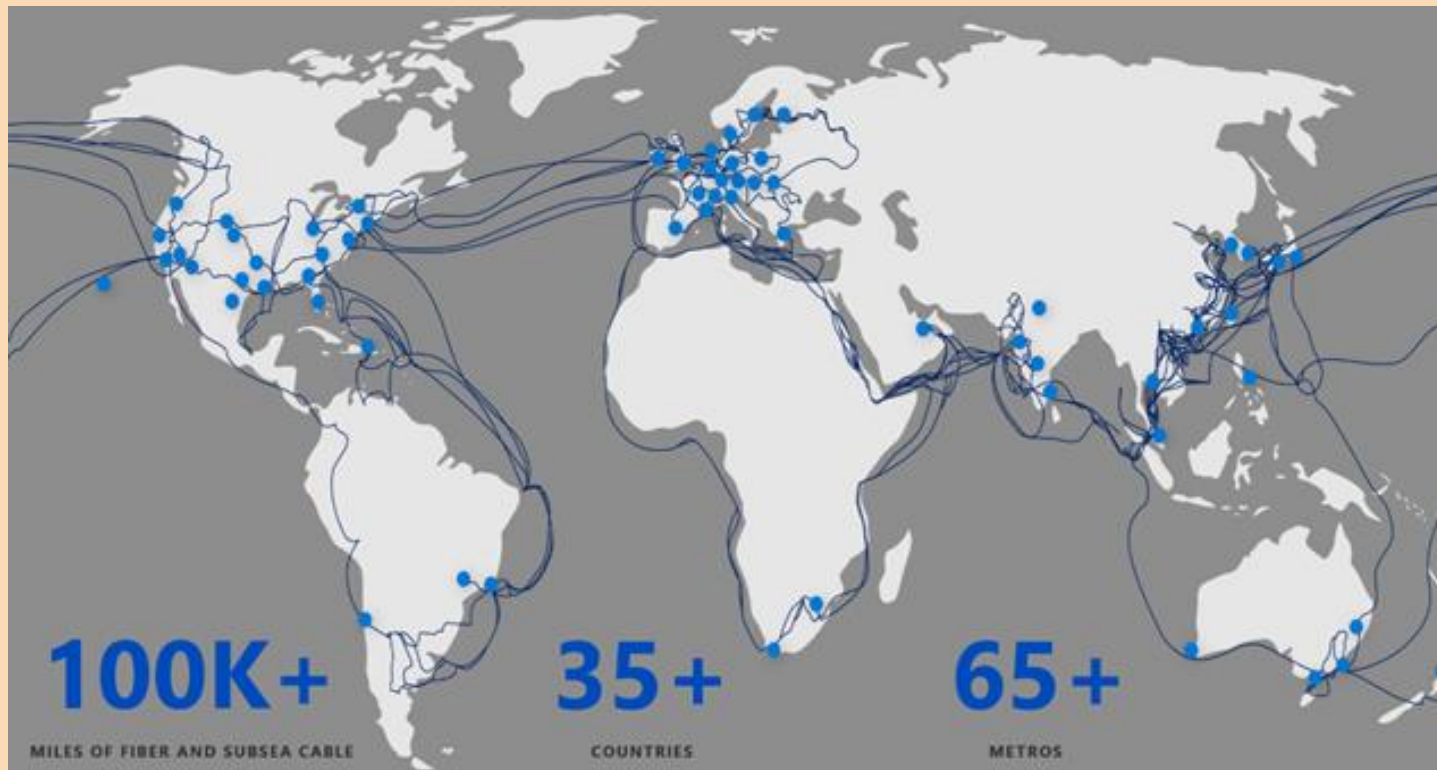 100K+ 35+ 65+
MILES OF FIBER AND SUBSEA CABLE COUNTRIES METROS